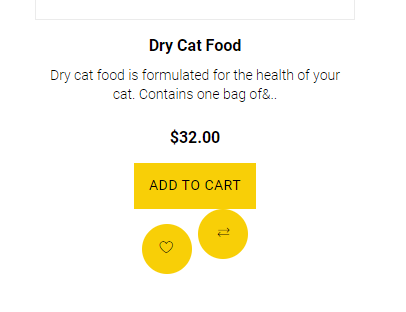 Dry Cat Food
Dry cat food is formulated for the health of your
cat. Contains one bag of&..
$32.00
ADD TO CART